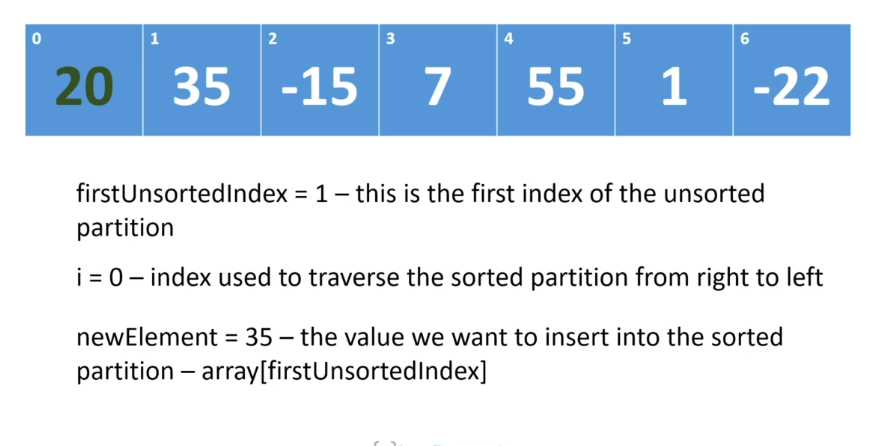 0 1 2 3 4 5 6
20 35 -15 7 55 1 -22
firstUnsortedIndex = 1 – this is the first index of the unsorted
partition
i = 0 – index used to traverse the sorted partition from right to left
newElement = 35 – the value we want to insert into the sorted
partition – array[firstUnsortedIndex]